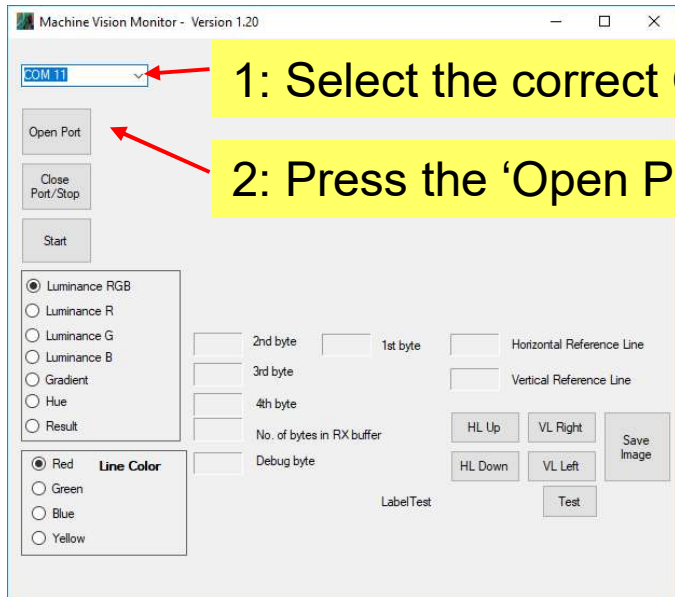 Machine Vision Monitor - Version 1.20
COM 11
1: Select the correct
Open Port
2: Press the ‘Open P
Close
Port/Stop
Start
Luminance RGB
Luminance R
Luminance G
Luminance B
Gradient
Hue
Result
2nd byte
1st byte
Horizontal Reference Line
3rd byte
Vertical Reference Line
4th byte
No. of bytes in RX buffer
Debug byte
HL Up
VL Right
Save
Image
HL Down
VL Left
LabelTest
Test
Red
Line Color
Green
Blue
Yellow